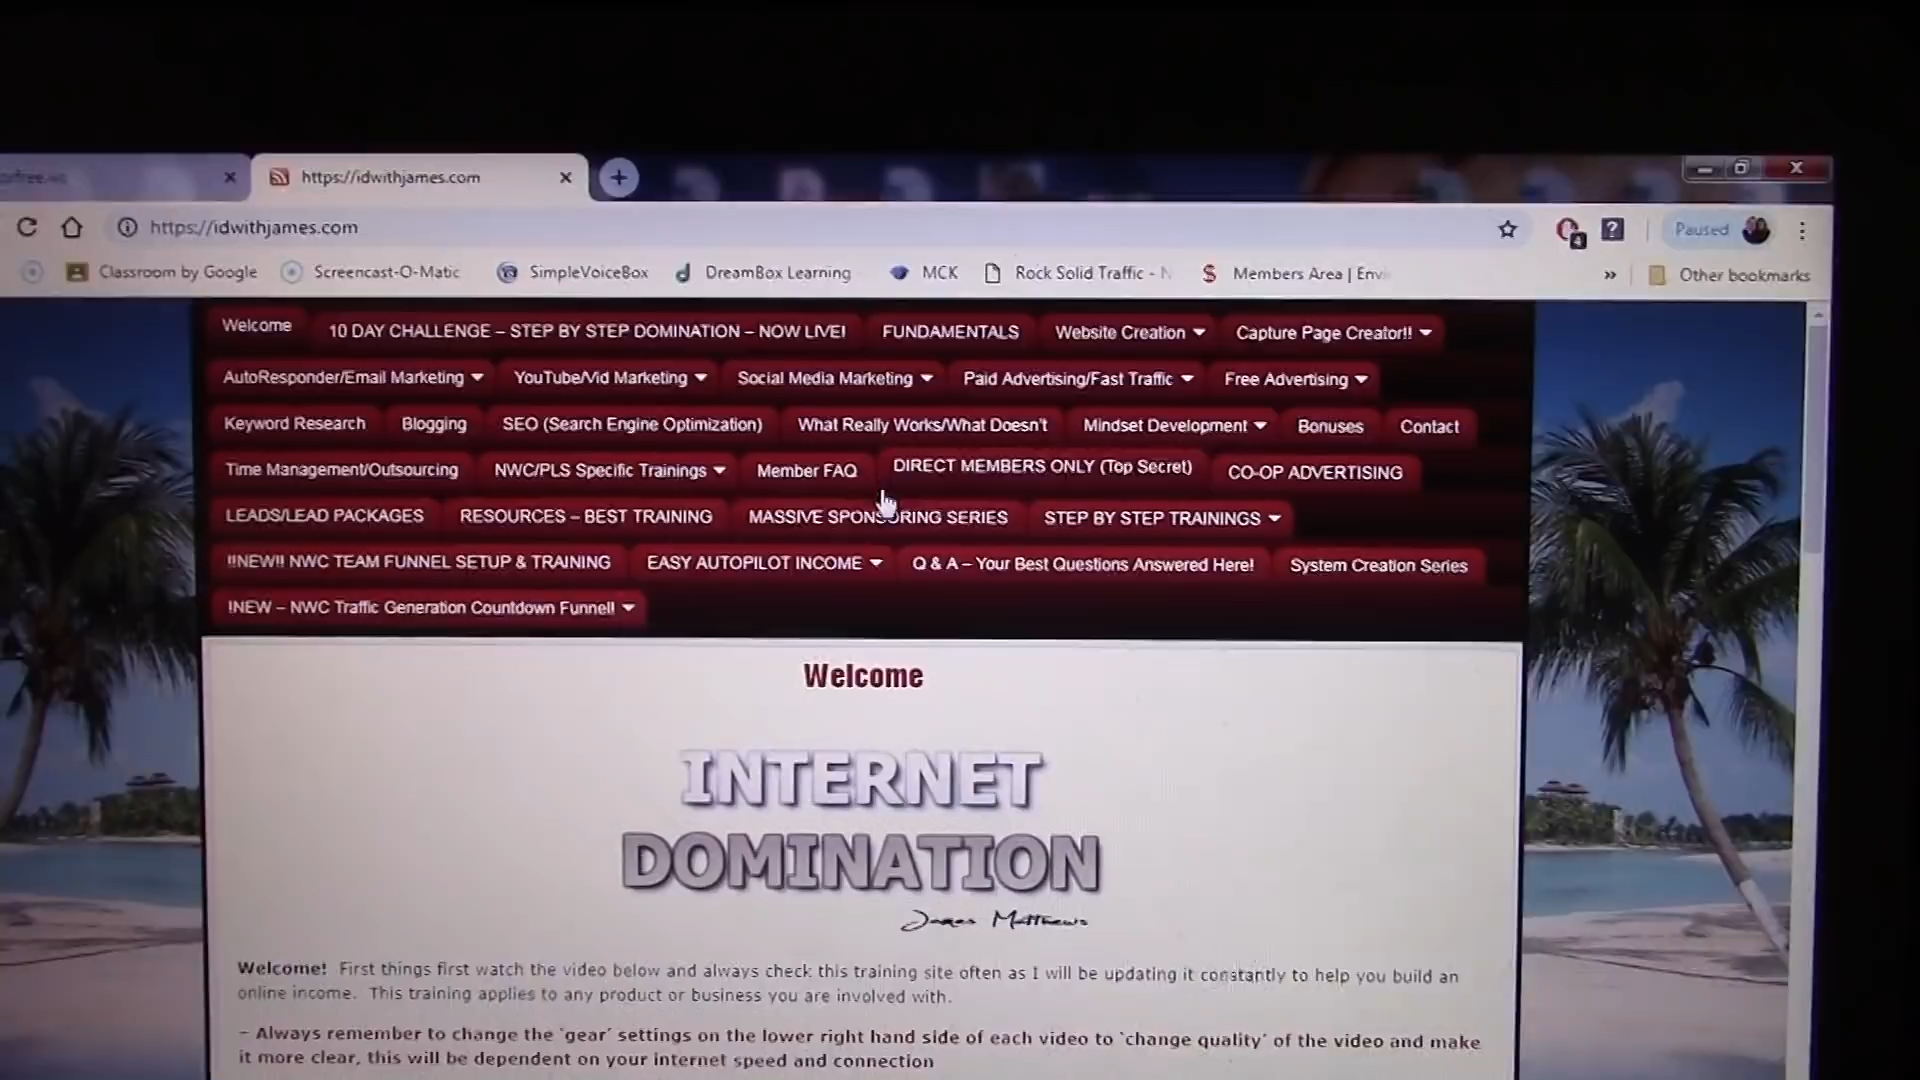 https://idwithjames.com
https://idwithjames.com
Paused
4
Classroom by Google Screencast-O-Matic SimpleVoiceBox DreamBox Learning MCK Rock Solid Traffic - Members Area | Other bookmarks
Welcome 10 DAY CHALLENGE – STEP BY STEP DOMINATION – NOW LIVE! FUNDAMENTALS Website Creation Capture Page Creator!!
AutoResponder/Email Marketing YouTube/Vid Marketing Social Media Marketing Paid Advertising/Fast Traffic Free Advertising
Keyword Research Blogging SEO (Search Engine Optimization) What Really Works/What Doesn't Mindset Development Bonuses Contact
Time Management/Outsourcing NWC/PLS Specific Trainings Member FAQ DIRECT MEMBERS ONLY (Top Secret) CO-OP ADVERTISING
LEADS/LEAD PACKAGES RESOURCES – BEST TRAINING MASSIVE SPONSORING SERIES STEP BY STEP TRAININGS
!!NEW!! NWC TEAM FUNNEL SETUP & TRAINING EASY AUTOPILOT INCOME Q & A – Your Best Questions Answered Here! System Creation Series
!NEW – NWC Traffic Generation Countdown Funnel!
Welcome
INTERNET
DOMINATION
James Matthews
Welcome! First things first watch the video below and always check this training site often as I will be updating it constantly to help you build an
online income. This training applies to any product or business you are involved with.
– Always remember to change the 'gear' settings on the lower right hand side of each video to 'change quality' of the video and make
it more clear, this will be dependent on your internet speed and connection